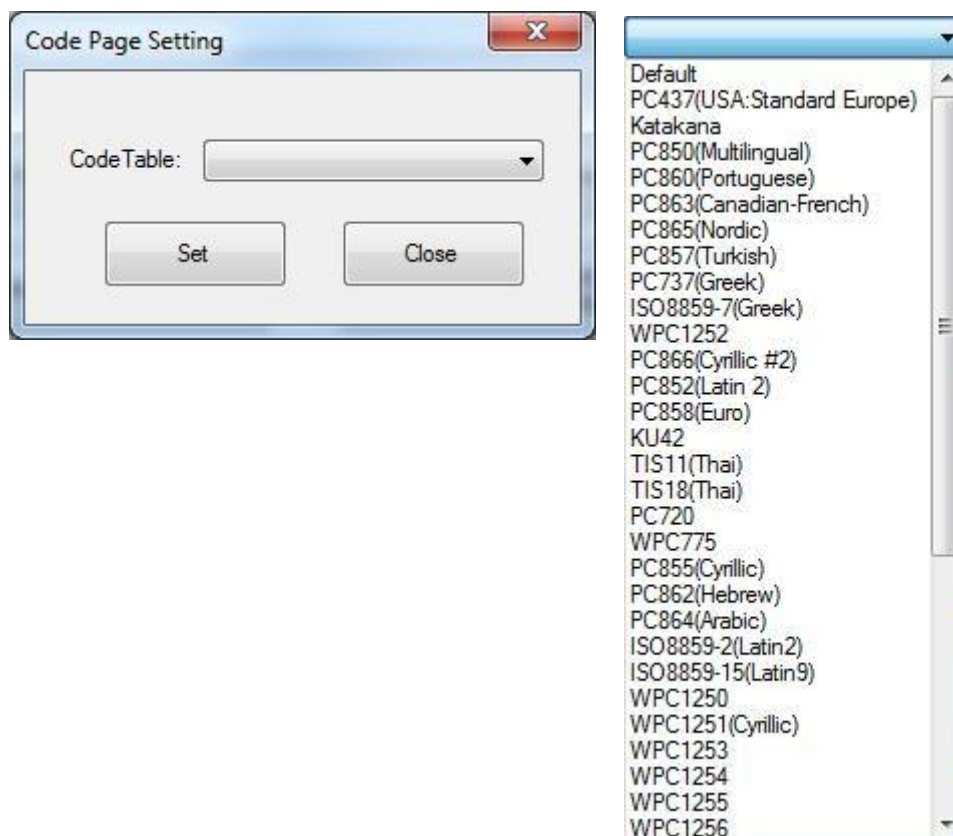 Code Page Setting
CodeTable:
Set
Close
Default
PC437(USA:Standard Europe)
Katakana
PC850(Multilingual)
PC860(Portuguese)
PC863(Canadian-French)
PC865(Nordic)
PC857(Turkish)
PC737(Greek)
ISO8859-7(Greek)
WPC1252
PC866(Cyrillic #2)
PC852(Latin 2)
PC858(Euro)
KU42
TIS11(Thai)
TIS18(Thai)
PC720
WPC775
PC855(Cyrillic)
PC862(Hebrew)
PC864(Arabic)
ISO8859-2(Latin2)
ISO8859-15(Latin9)
WPC1250
WPC1251(Cyrillic)
WPC1253
WPC1254
WPC1255
WPC1256